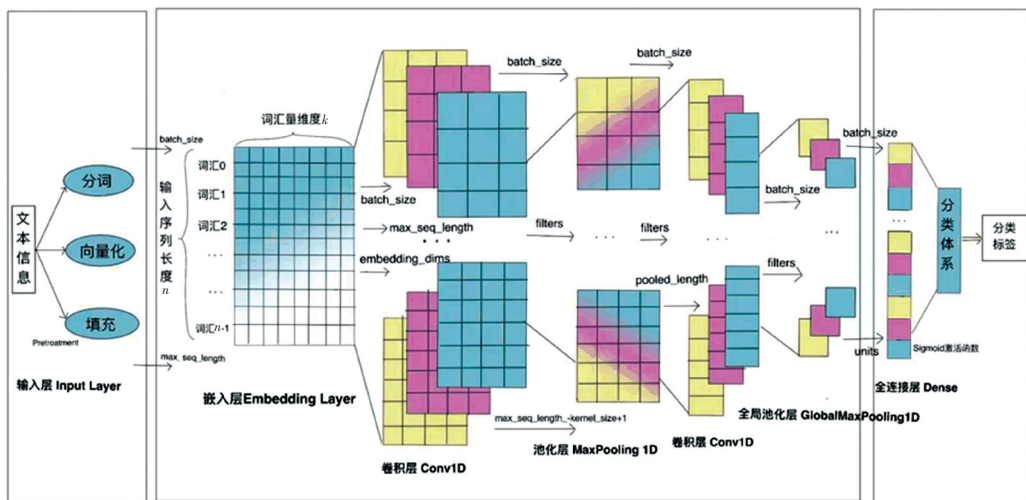 文本信息
分词
向量化
填充
Pretreatment
输入层 Input Layer
batch_size
max_seq_length
输入序列长度n
词汇量维度k
词汇0
词汇1
词汇2
...
...
词汇n-1
嵌入层Embedding Layer
batch_size
max_seq_length
...
embedding_dims
卷积层 Conv1D
batch_size
filters
max_seq_length_-kernel_size+1
...
池化层 MaxPooling 1D
batch_size
filters
pooled_length
...
卷积层 Conv1D
batch_size
filters
...
全局池化层 GlobalMaxPooling1D
batch_size
units
...
Sigmoid激活函数
全连接层 Dense
分类体系
分类
标签